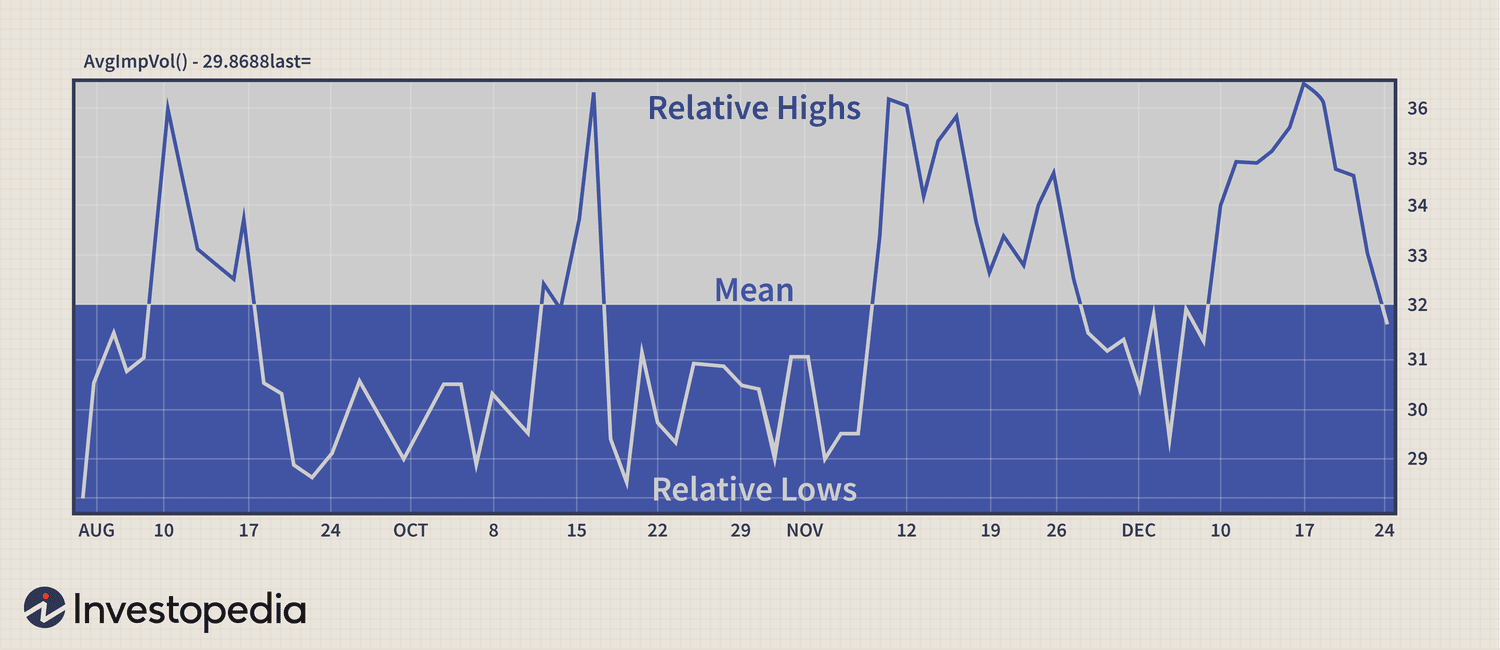 AvgImpVol() - 29.8688last=
Relative Highs
36
35
34
33
Mean
32
31
30
29
Relative Lows
AUG 10 17 24 OCT 8 15 22 29 NOV 12 19 26 DEC 10 17 24
Investopedia